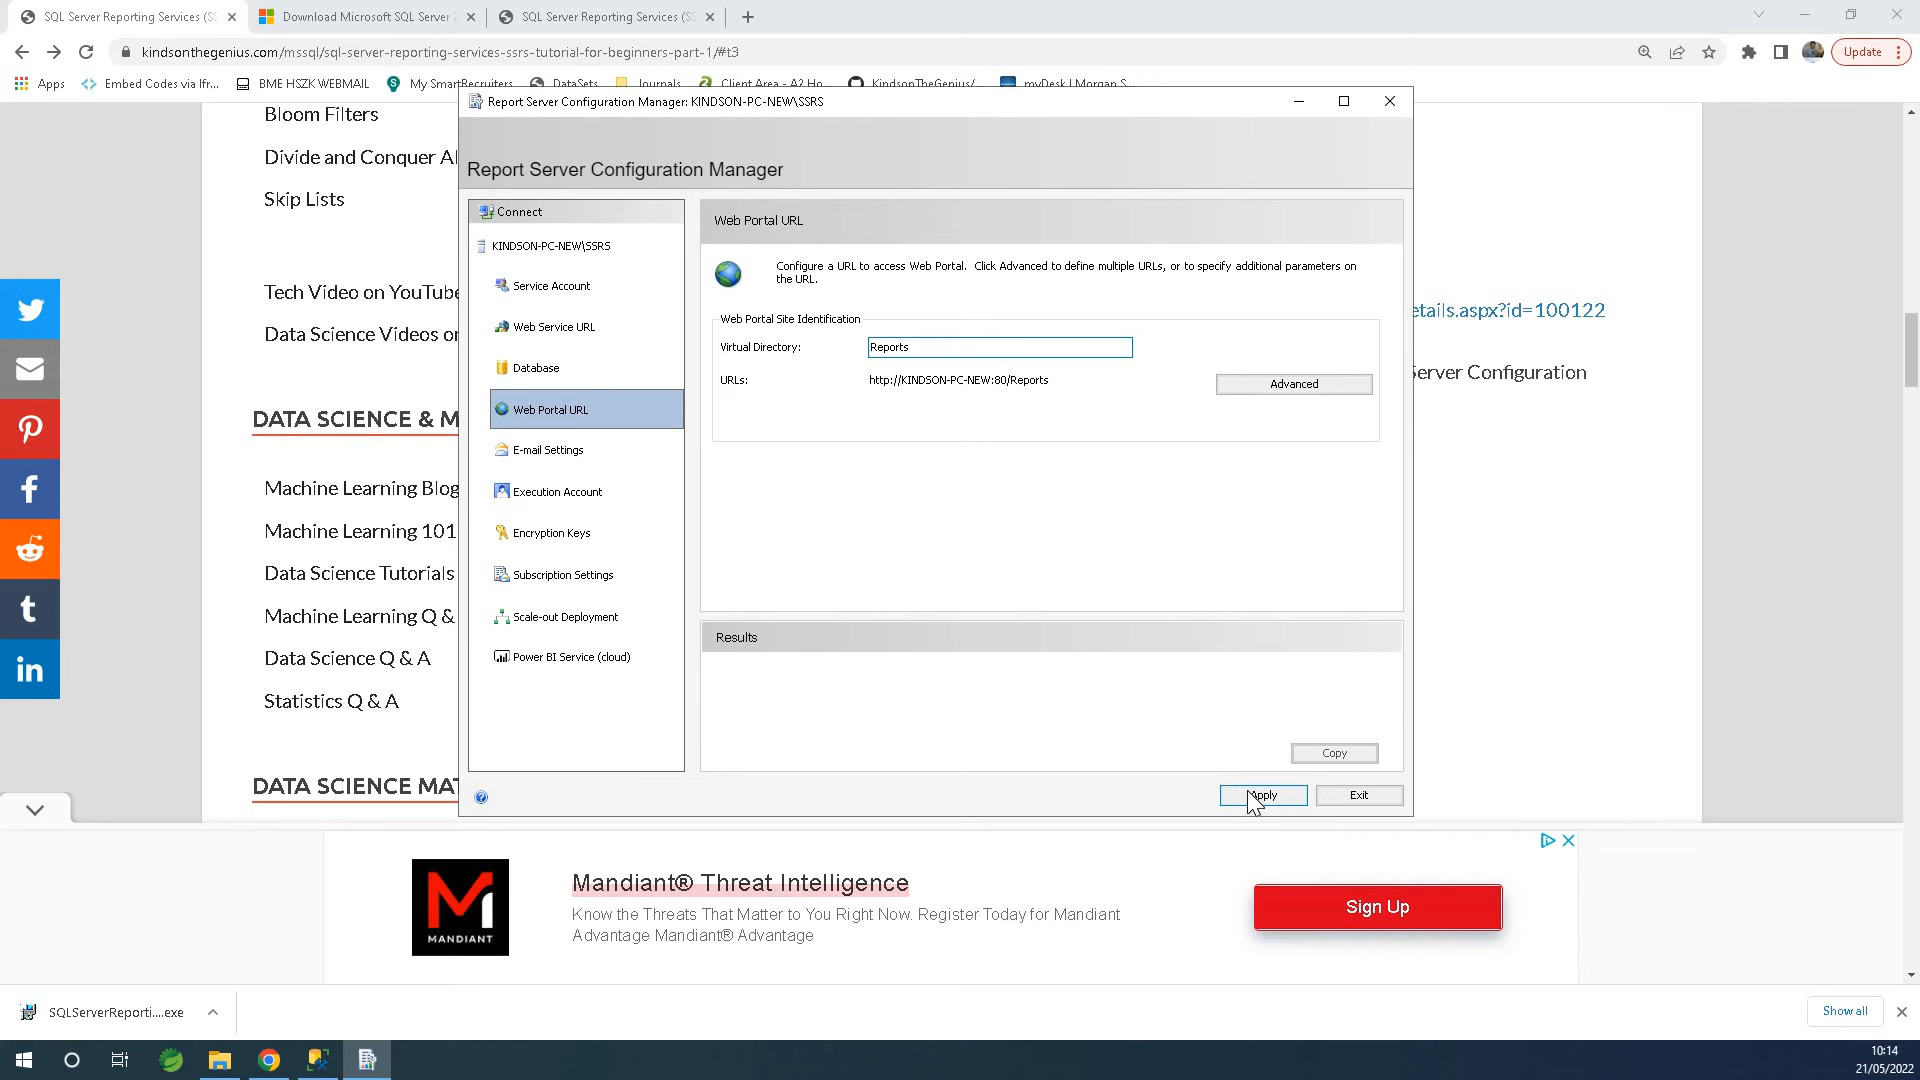 SQL Server Reporting Services (SS
Download Microsoft SQL Server
SQL Server Reporting Services (SS
kindsonthegenius.com/mssql/sql-server-reporting-services-ssrs-tutorial-for-beginners-part-1/#t3
Update
Apps
Embed Codes via Ifr...
BME HSZK WEBMAIL
My SmartRecruiters
DataSets
Journals
Client Area - A2 Ho...
KindsonTheGenius/...
myDesk | Morgan S...
Bloom Filters
Divide and Conquer Al
Skip Lists
Tech Video on YouTube
Data Science Videos on
DATA SCIENCE & M
Machine Learning Blog
Machine Learning 101
Data Science Tutorials
Machine Learning Q &
Data Science Q & A
Statistics Q & A
DATA SCIENCE MAT
etails.aspx?id=100122
Server Configuration
Report Server Configuration Manager: KINDSON-PC-NEW\SSRS
Report Server Configuration Manager
Connect
KINDSON-PC-NEW\SSRS
Service Account
Web Service URL
Database
Web Portal URL
E-mail Settings
Execution Account
Encryption Keys
Subscription Settings
Scale-out Deployment
Power BI Service (cloud)
Web Portal URL
Configure a URL to access Web Portal. Click Advanced to define multiple URLs, or to specify additional parameters on
the URL.
Web Portal Site Identification
Virtual Directory:
Reports
URLs:
http://KINDSON-PC-NEW:80/Reports
Advanced
Results
Copy
Apply
Exit
Mandiant® Threat Intelligence
Know the Threats That Matter to You Right Now. Register Today for Mandiant
Advantage Mandiant® Advantage
MANDIANT
Sign Up
SQLServerReporti....exe
Show all
10:14
21/05/2022